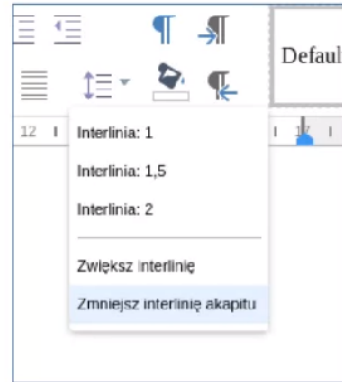 Defaul
12
Interlinia: 1
Interlinia: 1,5
Interlinia: 2
Zwiększ interlinię
Zmniejsz interlinię akapitu